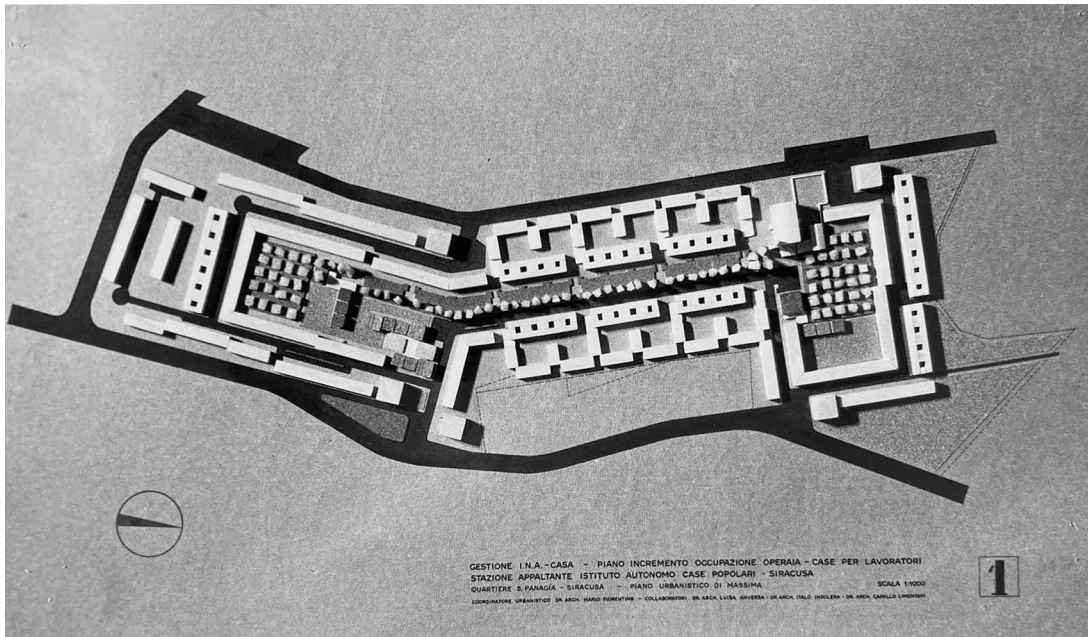 GESTIONE I.N.A.-CASA - PIANO INCREMENTO OCCUPAZIONE OPERAIA - CASE PER LAVORATORI
STAZIONE APPALTANTE ISTITUTO AUTONOMO CASE POPOLARI - SIRACUSA
QUARTIERE S. PANAGÍA - SIRACUSA - PIANO URBANISTICO DI MASSIMA SCALA 1:1000
COORDINATORE URBANISTICO DR. ARCH. MARIO FIORENTINO - COLLABORATORI: DR. ARCH. LUISA ANVERSA - DR. ARCH. ITALO INSOLERA - DR. ARCH. CAMILLO LIMENTANI
1